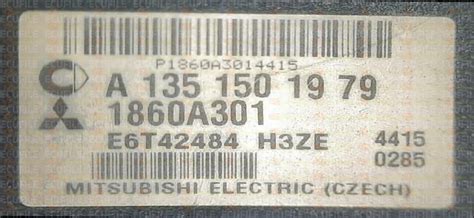 P1860A3014415
A 135 150 19 79
1860A301
E6T42484 H3ZE 4415
0285
MITSUBISHI ELECTRIC (CZECH)